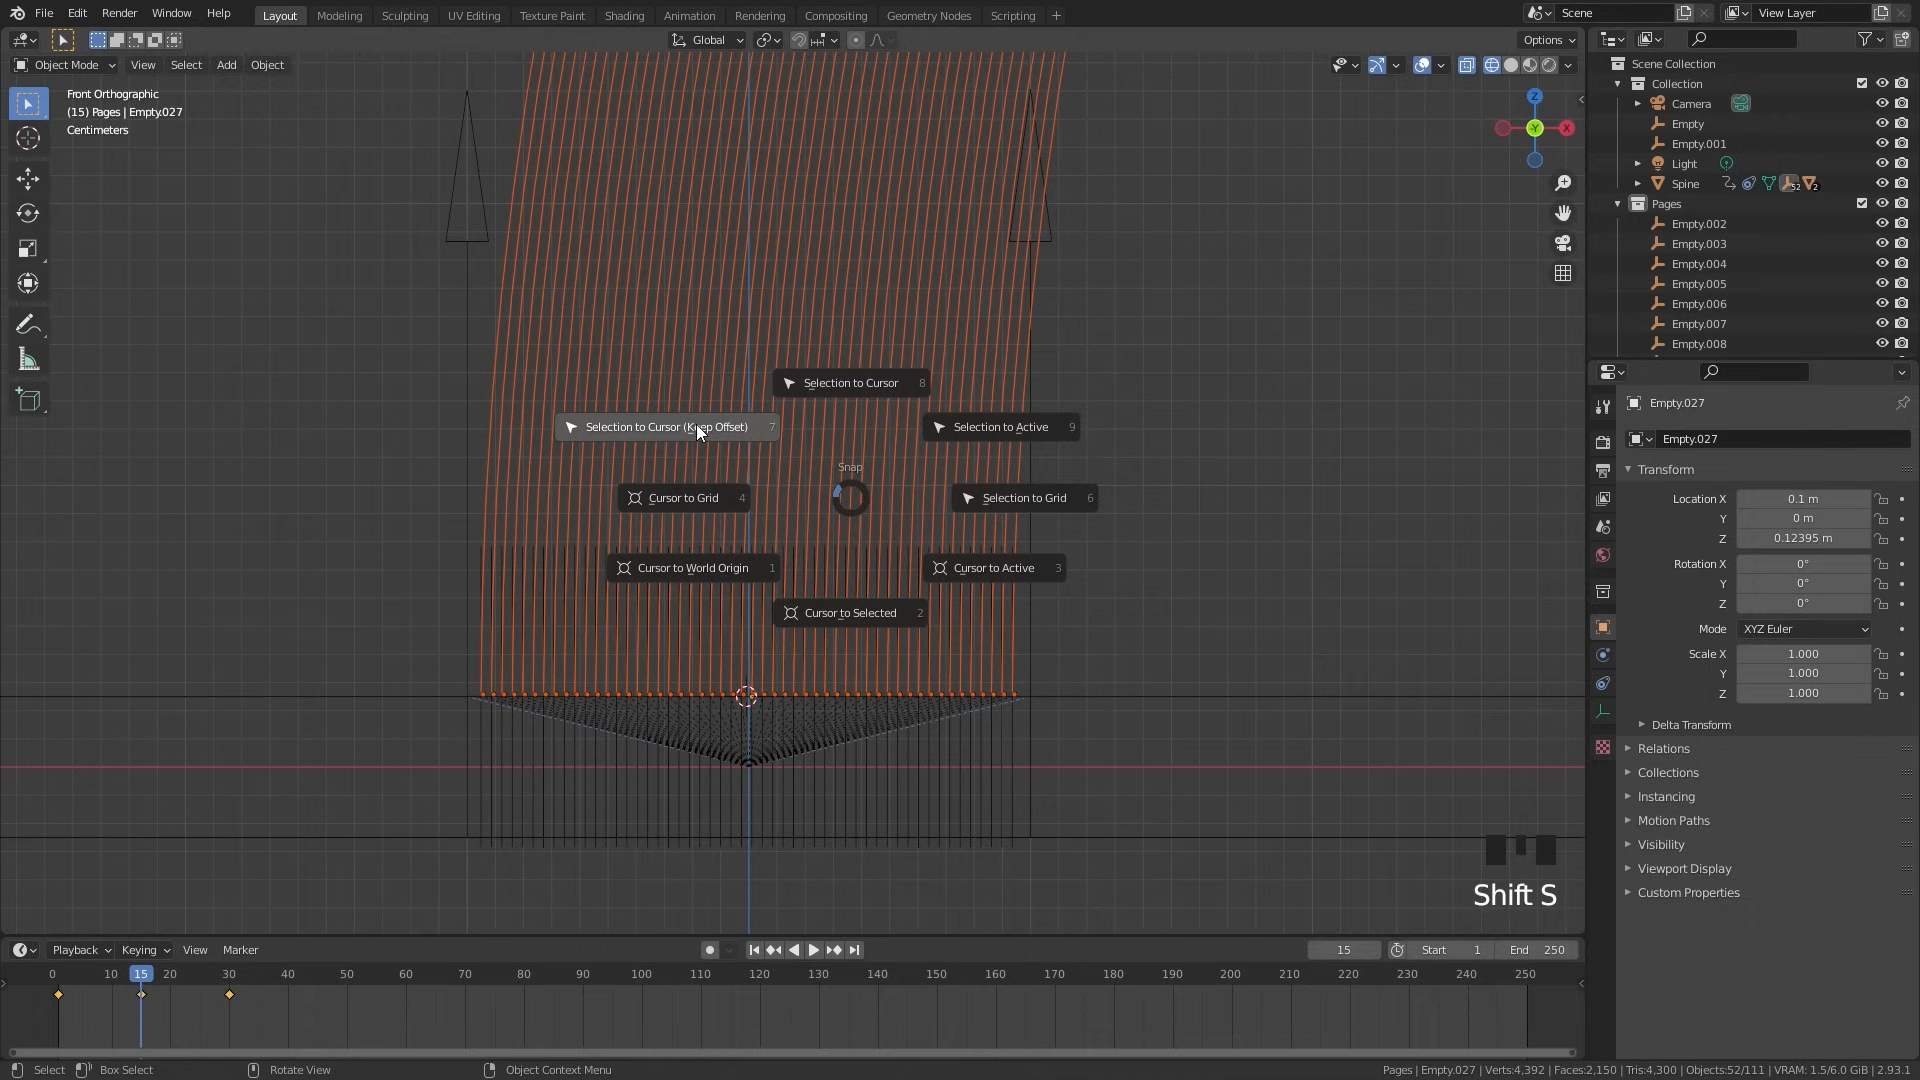 File Edit Render Window Help Layout Modeling Sculpting UV Editing Texture Paint Shading Animation Rendering Compositing Geometry Nodes Scripting + Scene View Layer
Global Options
Object Mode View Select Add Object
Front Orthographic
(15) Pages | Empty.027
Centimeters
Z
Y
X
Scene Collection
Collection
Camera
Empty
Empty.001
Light
Spine 52 2
Pages
Empty.002
Empty.003
Empty.004
Empty.005
Empty.006
Empty.007
Empty.008
Selection to Cursor 8
Selection to Cursor (Keep Offset) 7
Selection to Active 9
Snap
Cursor to Grid 4
Selection to Grid 6
Cursor to World Origin 1
Cursor to Active 3
Cursor to Selected 2
Shift S
Empty.027
Empty.027
Transform
Location X 0.1 m
Y 0 m
Z 0.12395 m
Rotation X 0°
Y 0°
Z 0°
Mode XYZ Euler
Scale X 1.000
Y 1.000
Z 1.000
Delta Transform
Relations
Collections
Instancing
Motion Paths
Visibility
Viewport Display
Custom Properties
Playback Keying View Marker 15 Start 1 End 250
0 10 15 20 30 40 50 60 70 80 90 100 110 120 130 140 150 160 170 180 190 200 210 220 230 240 250
Select Box Select Rotate View Object Context Menu Pages | Empty.027 | Verts:4,392 | Faces:2,150 | Tris:4,300 | Objects:52/111 | VRAM: 1.5/6.0 GiB | 2.93.1